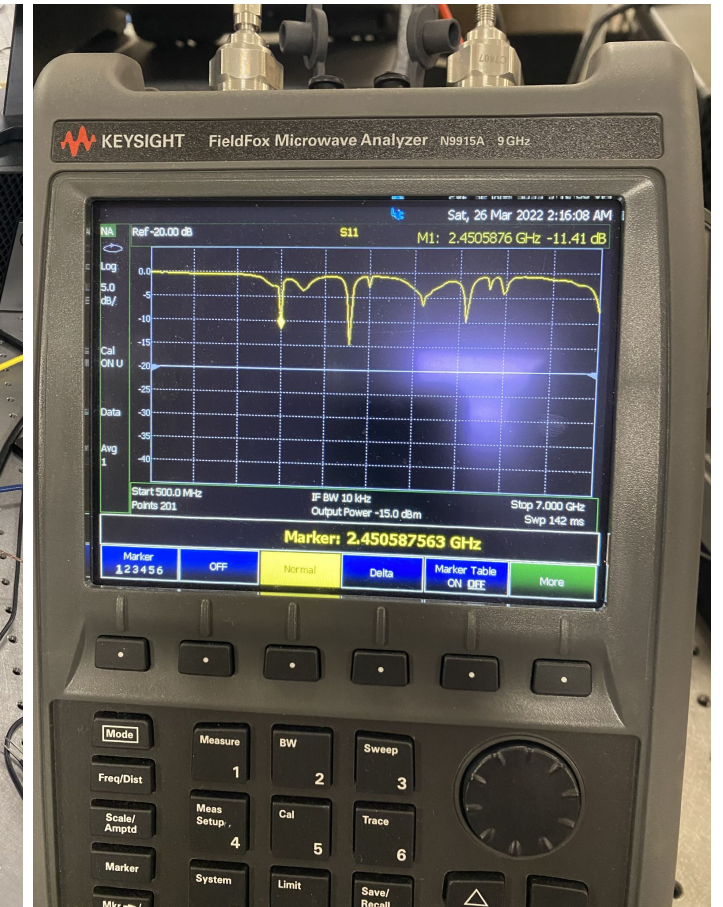 KEYSIGHT FieldFox Microwave Analyzer N9915A 9 GHz
Sat, 26 Mar 2022 2:16:08 AM
NA Ref -20.00 dB S11 M1: 2.4505876 GHz -11.41 dB
Log
5.0
dB/
Cal
ON U
Data
Avg
1
0.0
-5
-10
-15
-20
-25
-30
-35
-40
Start 500.0 MHz IF BW 10 kHz Stop 7.000 GHz
Points 201 Output Power -15.0 dBm Swp 142 ms
Marker: 2.450587563 GHz
Marker
123456
OFF
Normal
Delta
Marker Table
ON OFF
More
Mode
Measure
1
BW
2
Sweep
3
Freq/Dist
Scale/
Amptd
Meas
Setup
4
Cal
5
Trace
6
Marker
System
Limit
Save/
Recall